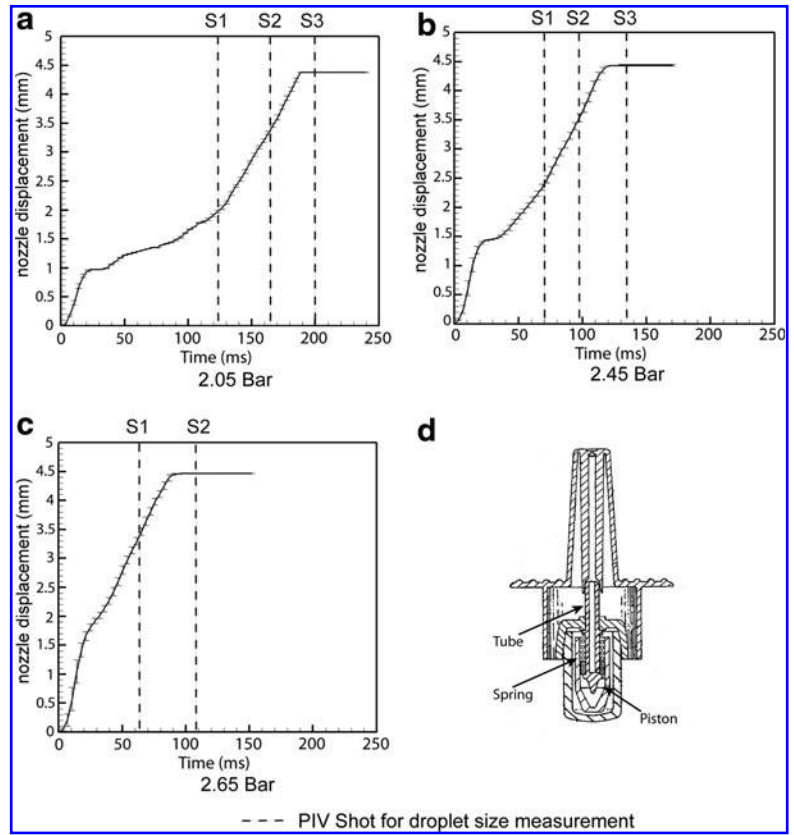 a
S1 S2 S3
nozzle displacement (mm)
5
4.5
4
3.5
3
2.5
2
1.5
1
0.5
0
0 50 100 150 200 250
Time (ms)
2.05 Bar
b
S1 S2 S3
nozzle displacement (mm)
5
4.5
4
3.5
3
2.5
2
1.5
1
0.5
0
0 50 100 150 200 250
Time (ms)
2.45 Bar
c
S1 S2
nozzle displacement (mm)
5
4.5
4
3.5
3
2.5
2
1.5
1
0.5
0
0 50 100 150 200 250
Time (ms)
2.65 Bar
d
Tube
Spring
Piston
PIV Shot for droplet size measurement